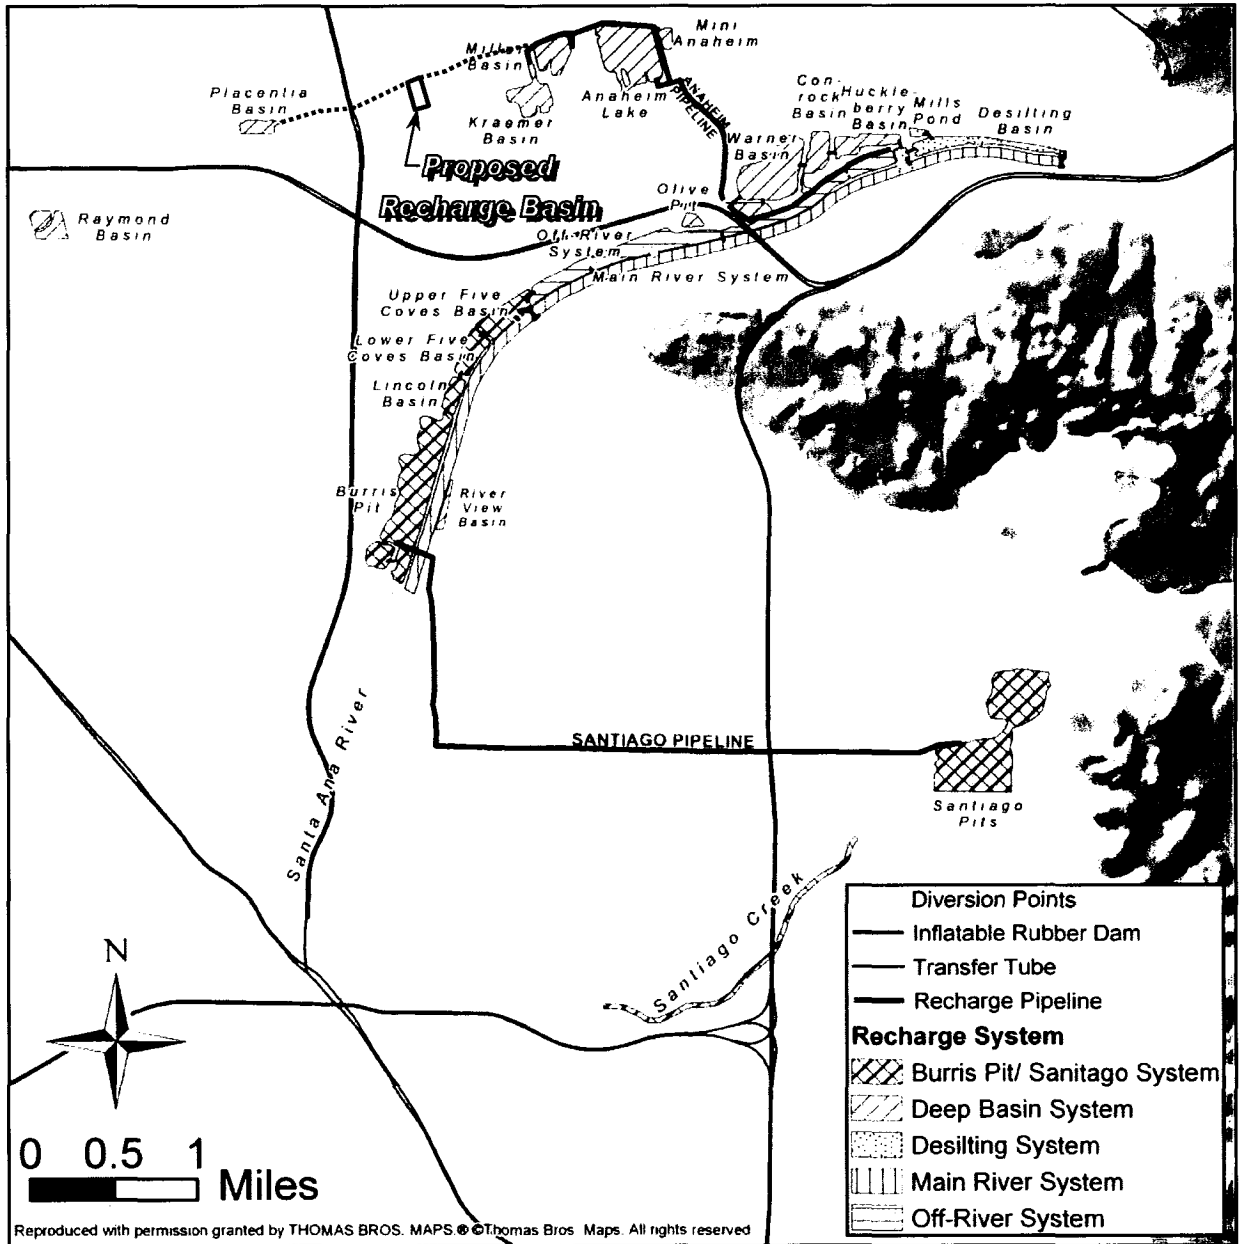 Mini
Anaheim
Miller
Basin
Placentia
Basin
Kraemer
Basin
Anaheim
Lake
ANAHEIM
PIPELINE
Con-
rock
Basin
Huckle-
berry
Basin
Mills
Pond
Desilting
Basin
Warner
Basin
Proposed
Recharge Basin
Olive
Pit
Raymond
Basin
Off-River
System
Main River System
Upper Five
Coves Basin
Lower Five
Coves Basin
Lincoln
Basin
Burris
Pit
River
View
Basin
Santa Ana River
SANTIAGO PIPELINE
Santiago
Pits
Santiago Creek
N
0 0.5 1
Miles
Diversion Points
Inflatable Rubber Dam
Transfer Tube
Recharge Pipeline
Recharge System
Burris Pit/ Sanitago System
Deep Basin System
Desilting System
Main River System
Off-River System
Reproduced with permission granted by THOMAS BROS. MAPS.® ©Thomas Bros Maps. All rights reserved